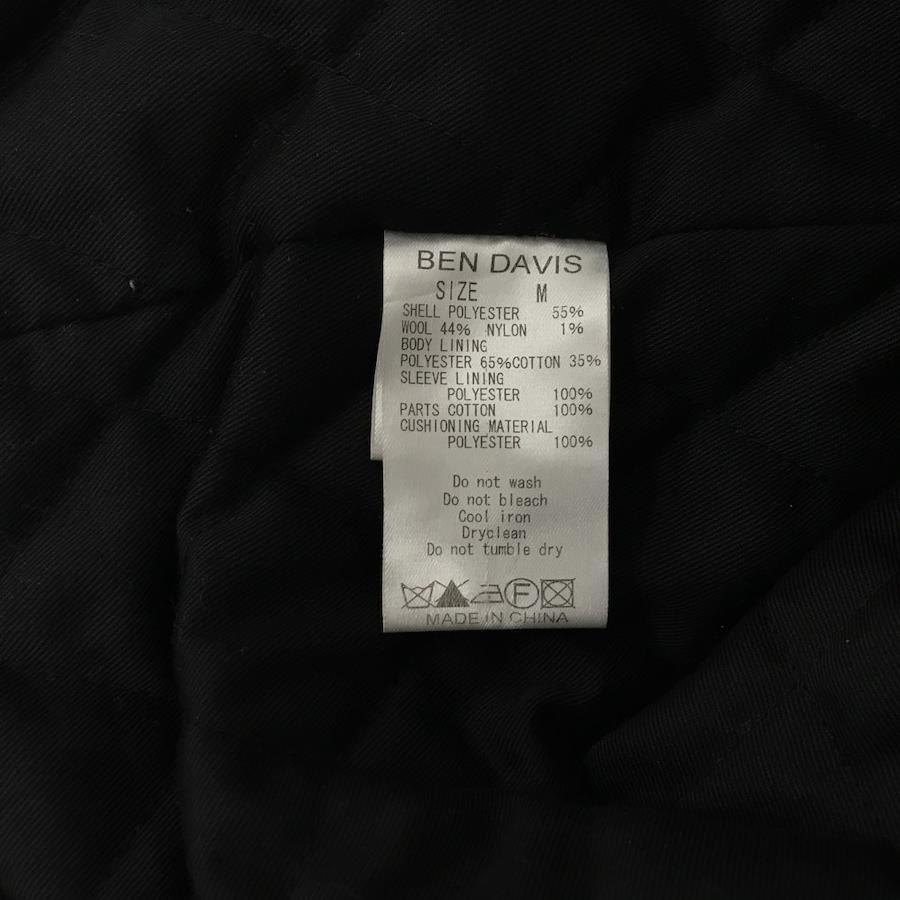 BEN DAVIS
SIZE M
SHELL POLYESTER 55%
WOOL 44% NYLON 1%
BODY LINING
POLYESTER 65%COTTON 35%
SLEEVE LINING
POLYESTER 100%
PARTS COTTON 100%
CUSHIONING MATERIAL
POLYESTER 100%
Do not wash
Do not bleach
Cool iron
Dryclean
Do not tumble dry
F
MADE IN CHINA